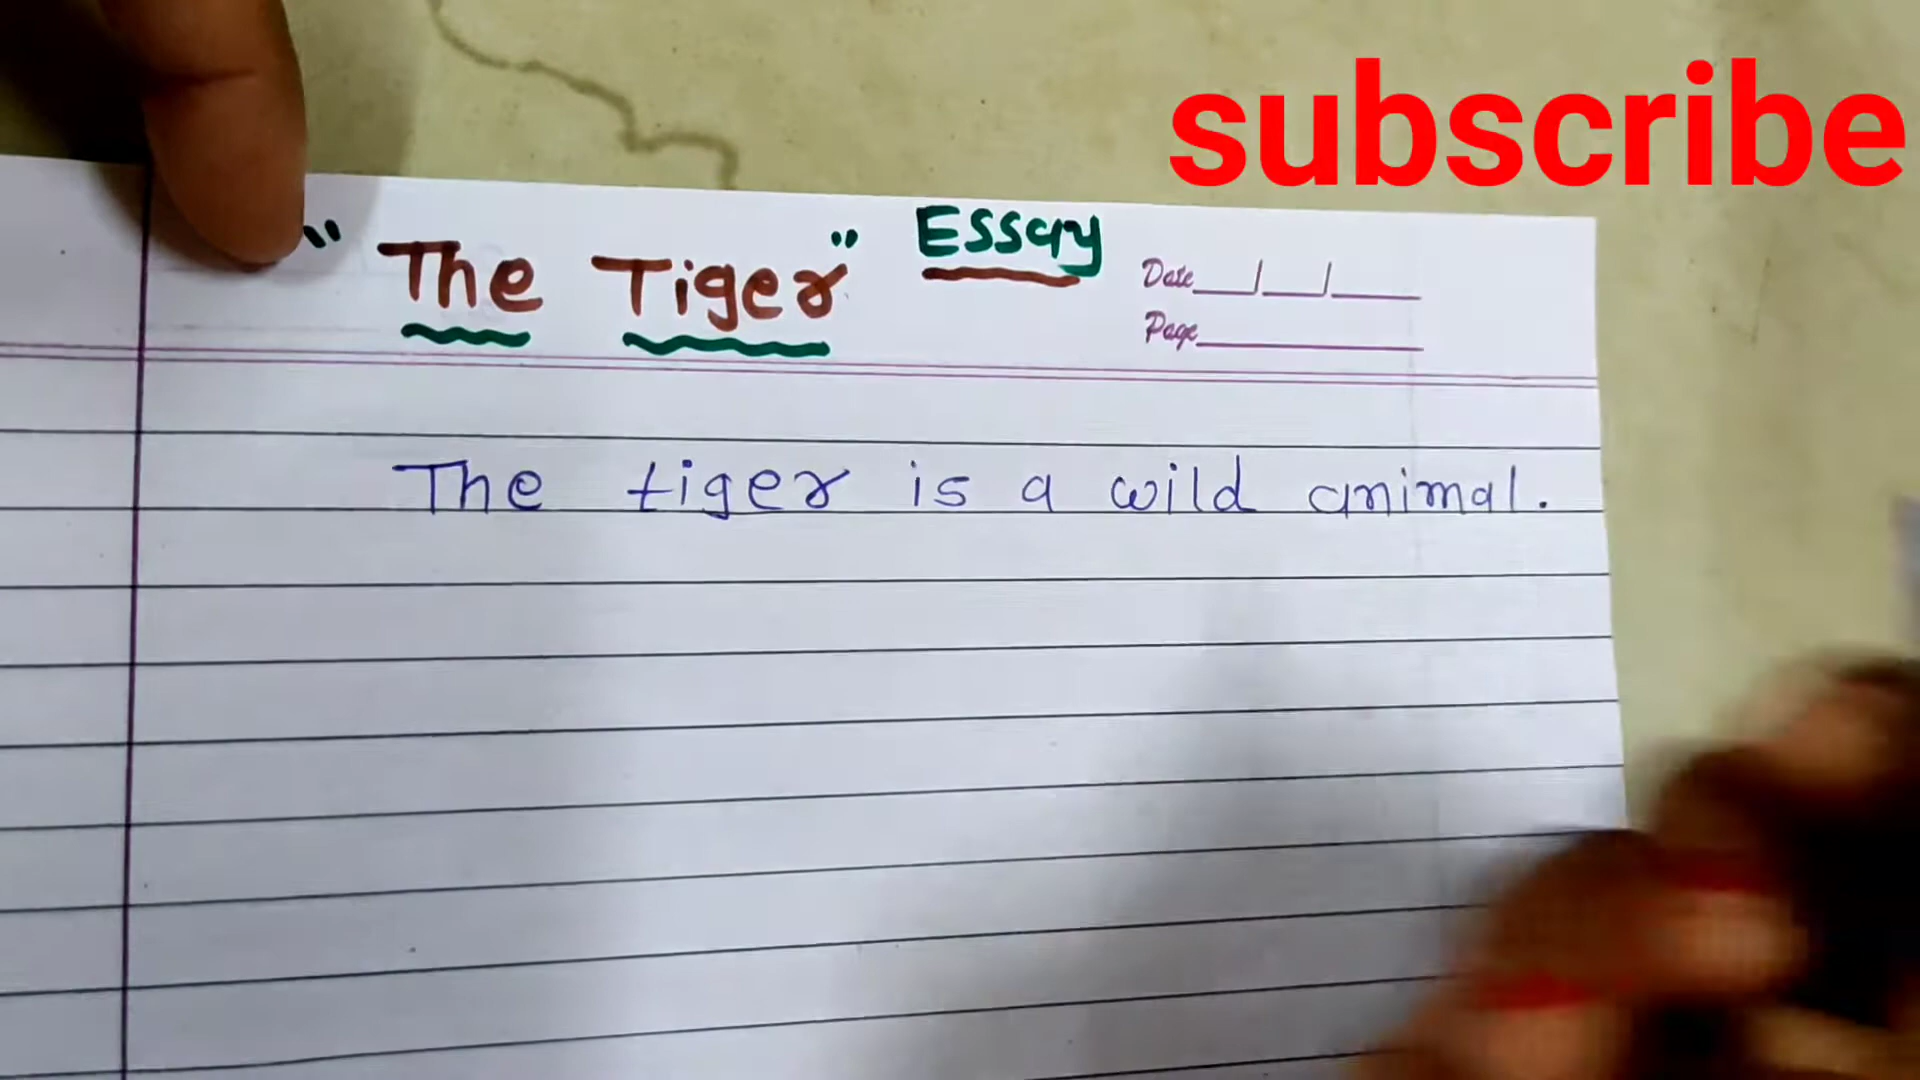 subscribe
"The Tiger" Essay
Date
Page
The tiger is a wild animal.